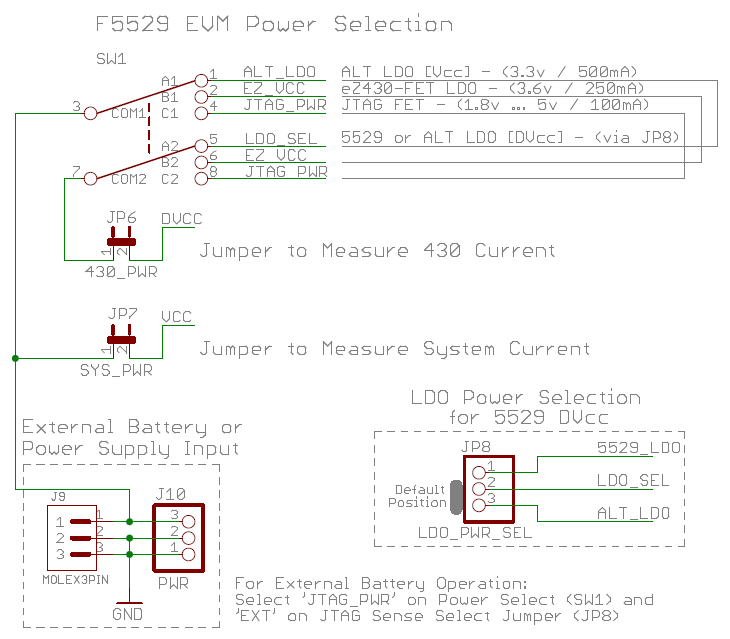 F5529 EVM Power Selection
SW1
A1 1 ALT_LDO ALT LDO [Vcc] - (3.3v / 500mA)
B1 2 EZ_VCC eZ430-FET LDO - (3.6v / 250mA)
3 COM1 C1 4 JTAG_PWR JTAG FET - (1.8v ... 5v / 100mA)
A2 5 LDO_SEL 5529 or ALT LDO [DVcc] - (via JP8)
B2 6 EZ_VCC
7 COM2 C2 8 JTAG_PWR
JP6 DVCC
1 2
Jumper to Measure 430 Current
430_PWR
JP7 VCC
1 2
Jumper to Measure System Current
SYS_PWR
LDO Power Selection
for 5529 DVcc
External Battery or
Power Supply Input
JP8 5529_LDO
1
2 LDO_SEL
3 ALT_LDO
Default
Position
LDO_PWR_SEL
J9 J10
1 1 3
2 2 2
3 3 1
MOLEX3PIN PWR
GND
For External Battery Operation:
Select 'JTAG_PWR' on Power Select (SW1) and
'EXT' on JTAG Sense Select Jumper (JP8)